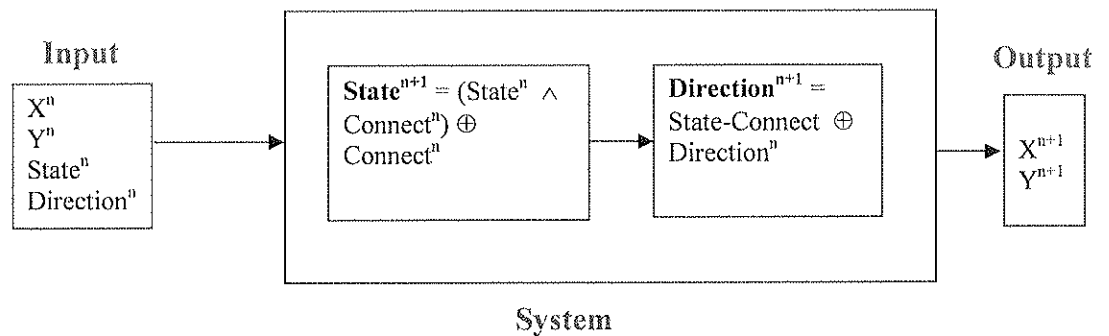 Input
X^n
Y^n
State^n
Direction^n
State^{n+1} = (State^n ∧
Connect^n) ⊕
Connect^n
Direction^{n+1} =
State-Connect ⊕
Direction^n
Output
X^{n+1}
Y^{n+1}
System